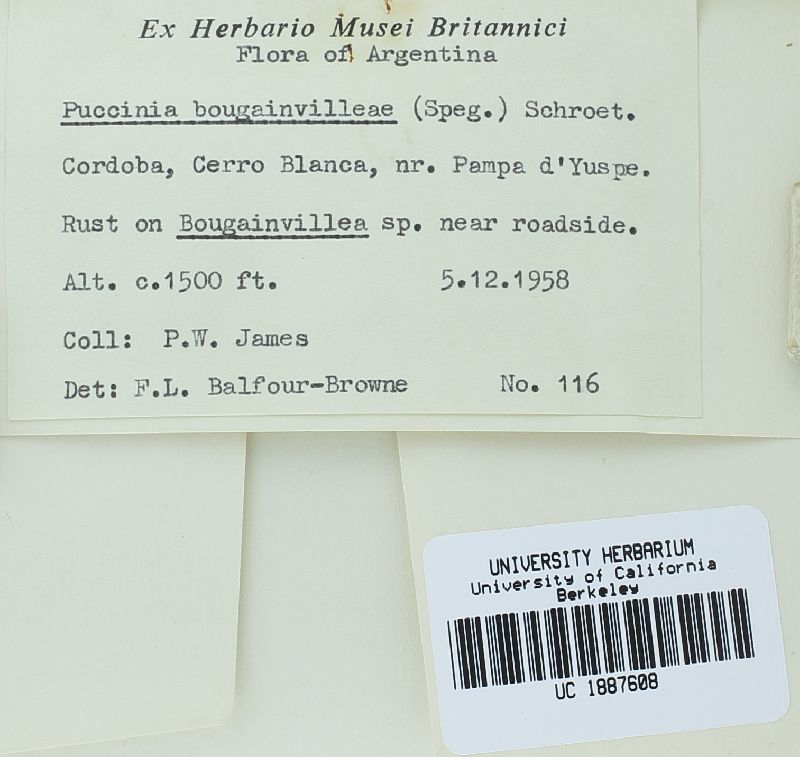 Ex Herbario Musei Britannici
Flora of Argentina
Puccinia bougainvilleae (Speg.) Schroet.
Cordoba, Cerro Blanca, nr. Pampa d'Yuspe.
Rust on Bougainvillea sp. near roadside.
Alt. c.1500 ft. 5.12.1958
Coll: P.W. James
Det: F.L. Balfour-Browne No. 116
UNIVERSITY HERBARIUM
University of California
Berkeley
UC 1887608